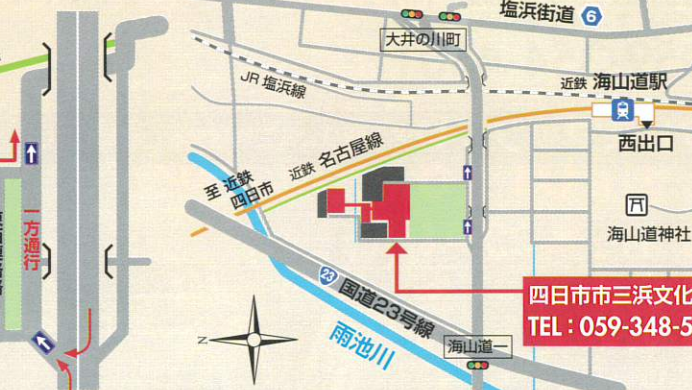 塩浜街道 6
大井の川町
JR 塩浜線
近鉄 海山道駅
近鉄 名古屋線
西出口
至 近鉄
四日市
海山道神社
一方通行
23
国道23号線
四日市市三浜文化
TEL：059-348-5
雨池川
海山道一
N